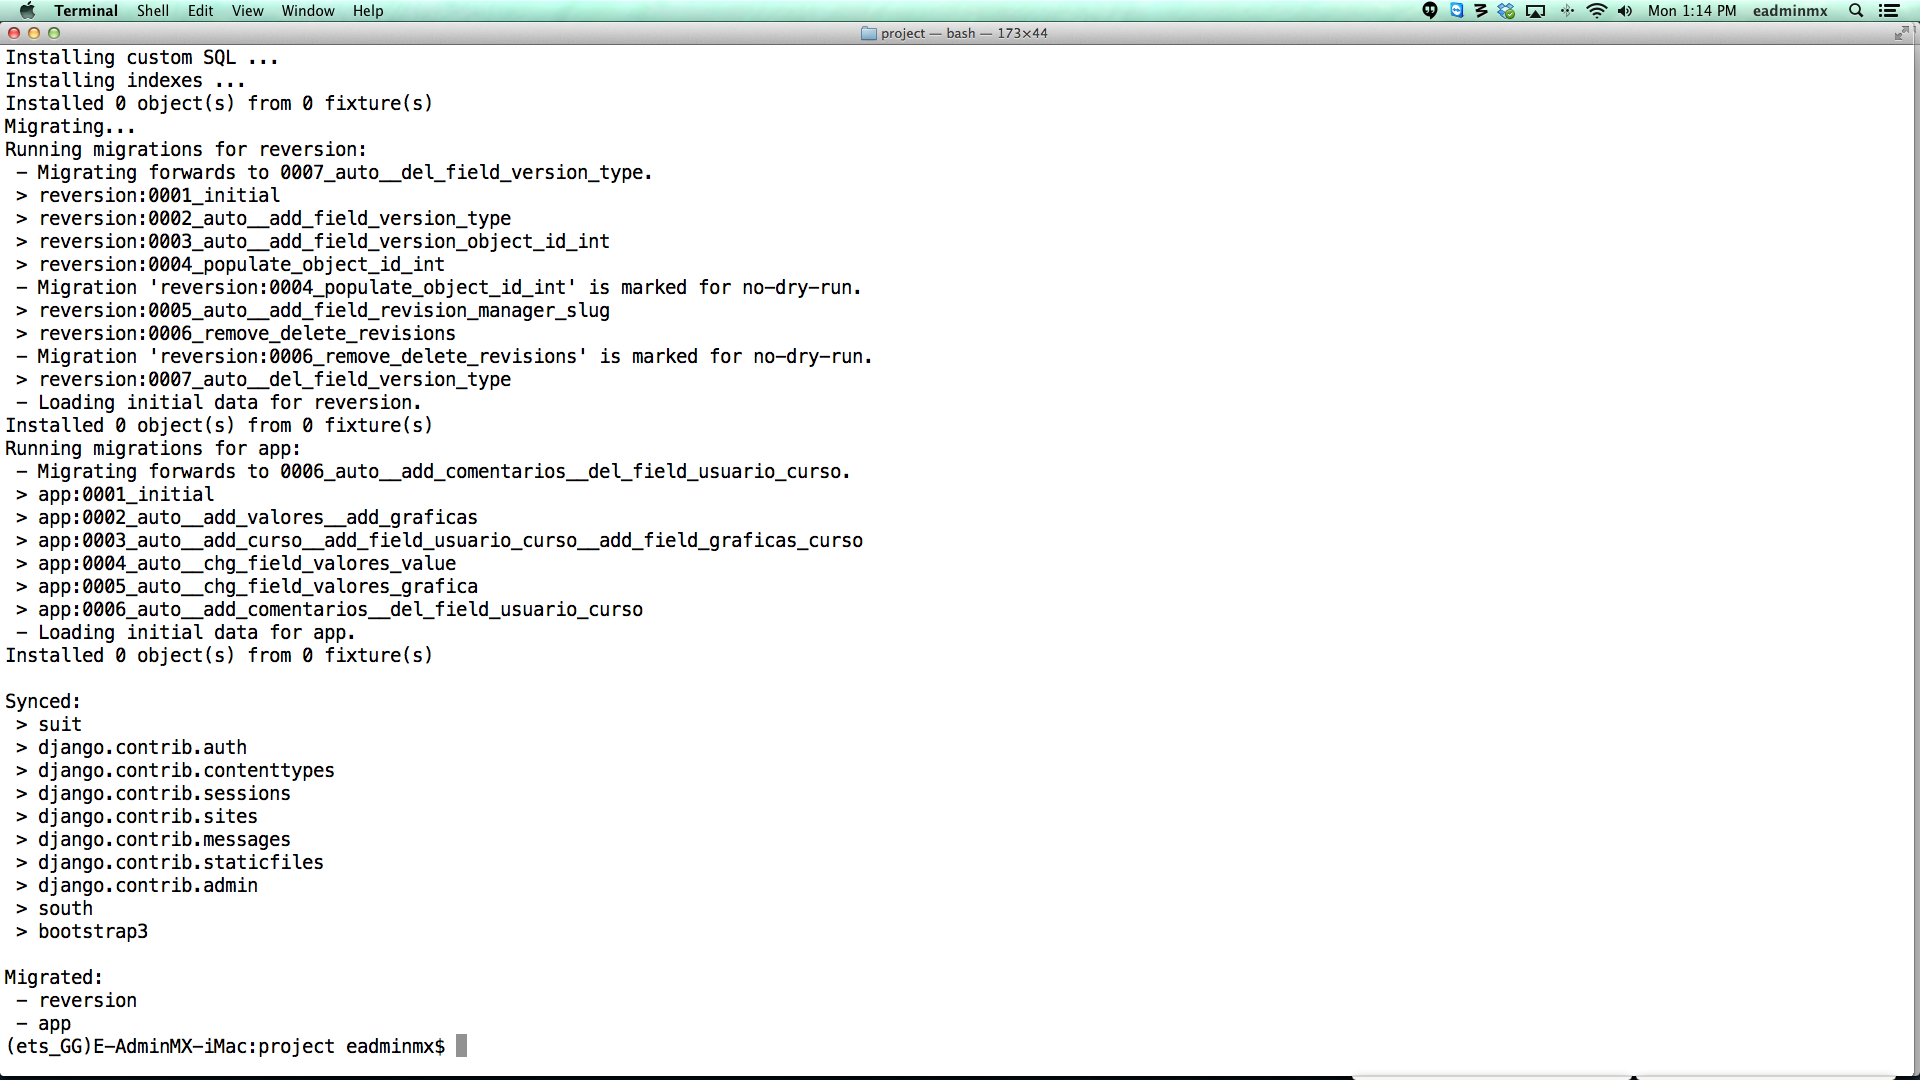 Terminal Shell Edit View Window Help Mon 1:14 PM eadminmx
project — bash — 173×44
Installing custom SQL ...
Installing indexes ...
Installed 0 object(s) from 0 fixture(s)
Migrating...
Running migrations for reversion:
 - Migrating forwards to 0007_auto__del_field_version_type.
 > reversion:0001_initial
 > reversion:0002_auto__add_field_version_type
 > reversion:0003_auto__add_field_version_object_id_int
 > reversion:0004_populate_object_id_int
 - Migration 'reversion:0004_populate_object_id_int' is marked for no-dry-run.
 > reversion:0005_auto__add_field_revision_manager_slug
 > reversion:0006_remove_delete_revisions
 - Migration 'reversion:0006_remove_delete_revisions' is marked for no-dry-run.
 > reversion:0007_auto__del_field_version_type
 - Loading initial data for reversion.
Installed 0 object(s) from 0 fixture(s)
Running migrations for app:
 - Migrating forwards to 0006_auto__add_comentarios__del_field_usuario_curso.
 > app:0001_initial
 > app:0002_auto__add_valores__add_graficas
 > app:0003_auto__add_curso__add_field_usuario_curso__add_field_graficas_curso
 > app:0004_auto__chg_field_valores_value
 > app:0005_auto__chg_field_valores_grafica
 > app:0006_auto__add_comentarios__del_field_usuario_curso
 - Loading initial data for app.
Installed 0 object(s) from 0 fixture(s)
Synced:
 > suit
 > django.contrib.auth
 > django.contrib.contenttypes
 > django.contrib.sessions
 > django.contrib.sites
 > django.contrib.messages
 > django.contrib.staticfiles
 > django.contrib.admin
 > south
 > bootstrap3
Migrated:
 - reversion
 - app
(ets_GG)E-AdminMX-iMac:project eadminmx$